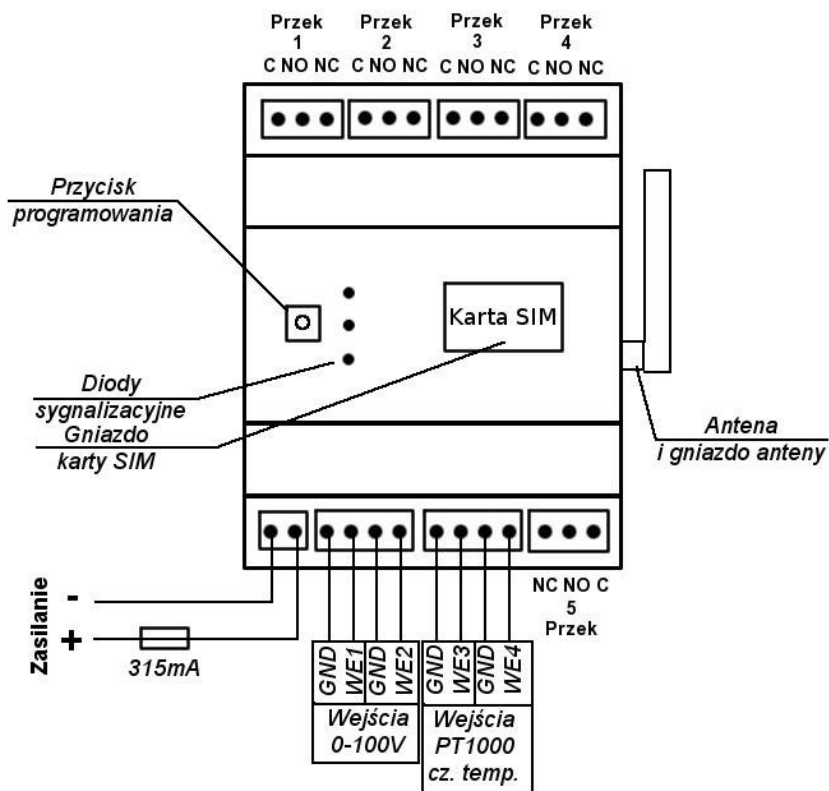 Przek Przek Przek Przek
1 2 3 4
C NO NC C NO NC C NO NC C NO NC
Przycisk
programowania
Karta SIM
Diody
sygnalizacyjne
Gniazdo
karty SIM
Antena
i gniazdo anteny
Zasilanie
-
+
315mA
GND
WE1
GND
WE2
Wejścia
0-100V
GND
WE3
GND
WE4
Wejścia
PT1000
cz. temp.
NC NO C
5
Przek